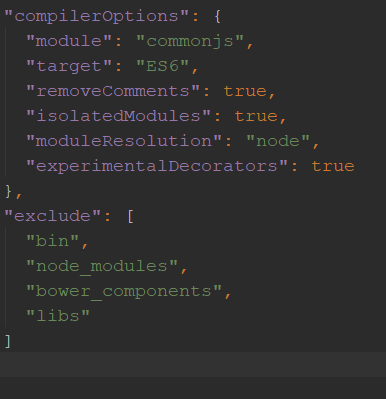 "compilerOptions": {
"module": "commonjs",
"target": "ES6",
"removeComments": true,
"isolatedModules": true,
"moduleResolution": "node",
"experimentalDecorators": true
},
"exclude": [
"bin",
"node_modules",
"bower_components",
"libs"
]